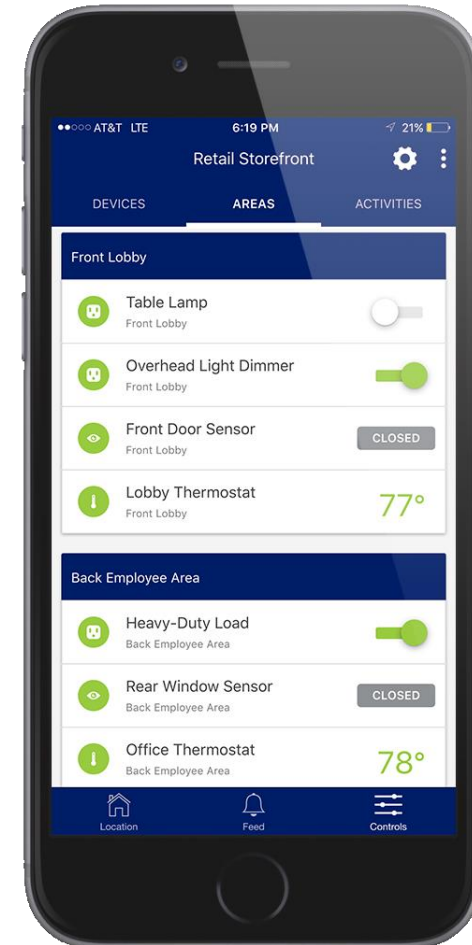 ●●○○○ AT&T LTE 6:19 PM 21%
Retail Storefront
DEVICES AREAS ACTIVITIES
Front Lobby
Table Lamp
Front Lobby
Overhead Light Dimmer
Front Lobby
Front Door Sensor
Front Lobby
CLOSED
Lobby Thermostat
Front Lobby
77°
Back Employee Area
Heavy-Duty Load
Back Employee Area
Rear Window Sensor
Back Employee Area
CLOSED
Office Thermostat
Back Employee Area
78°
Location Feed Controls